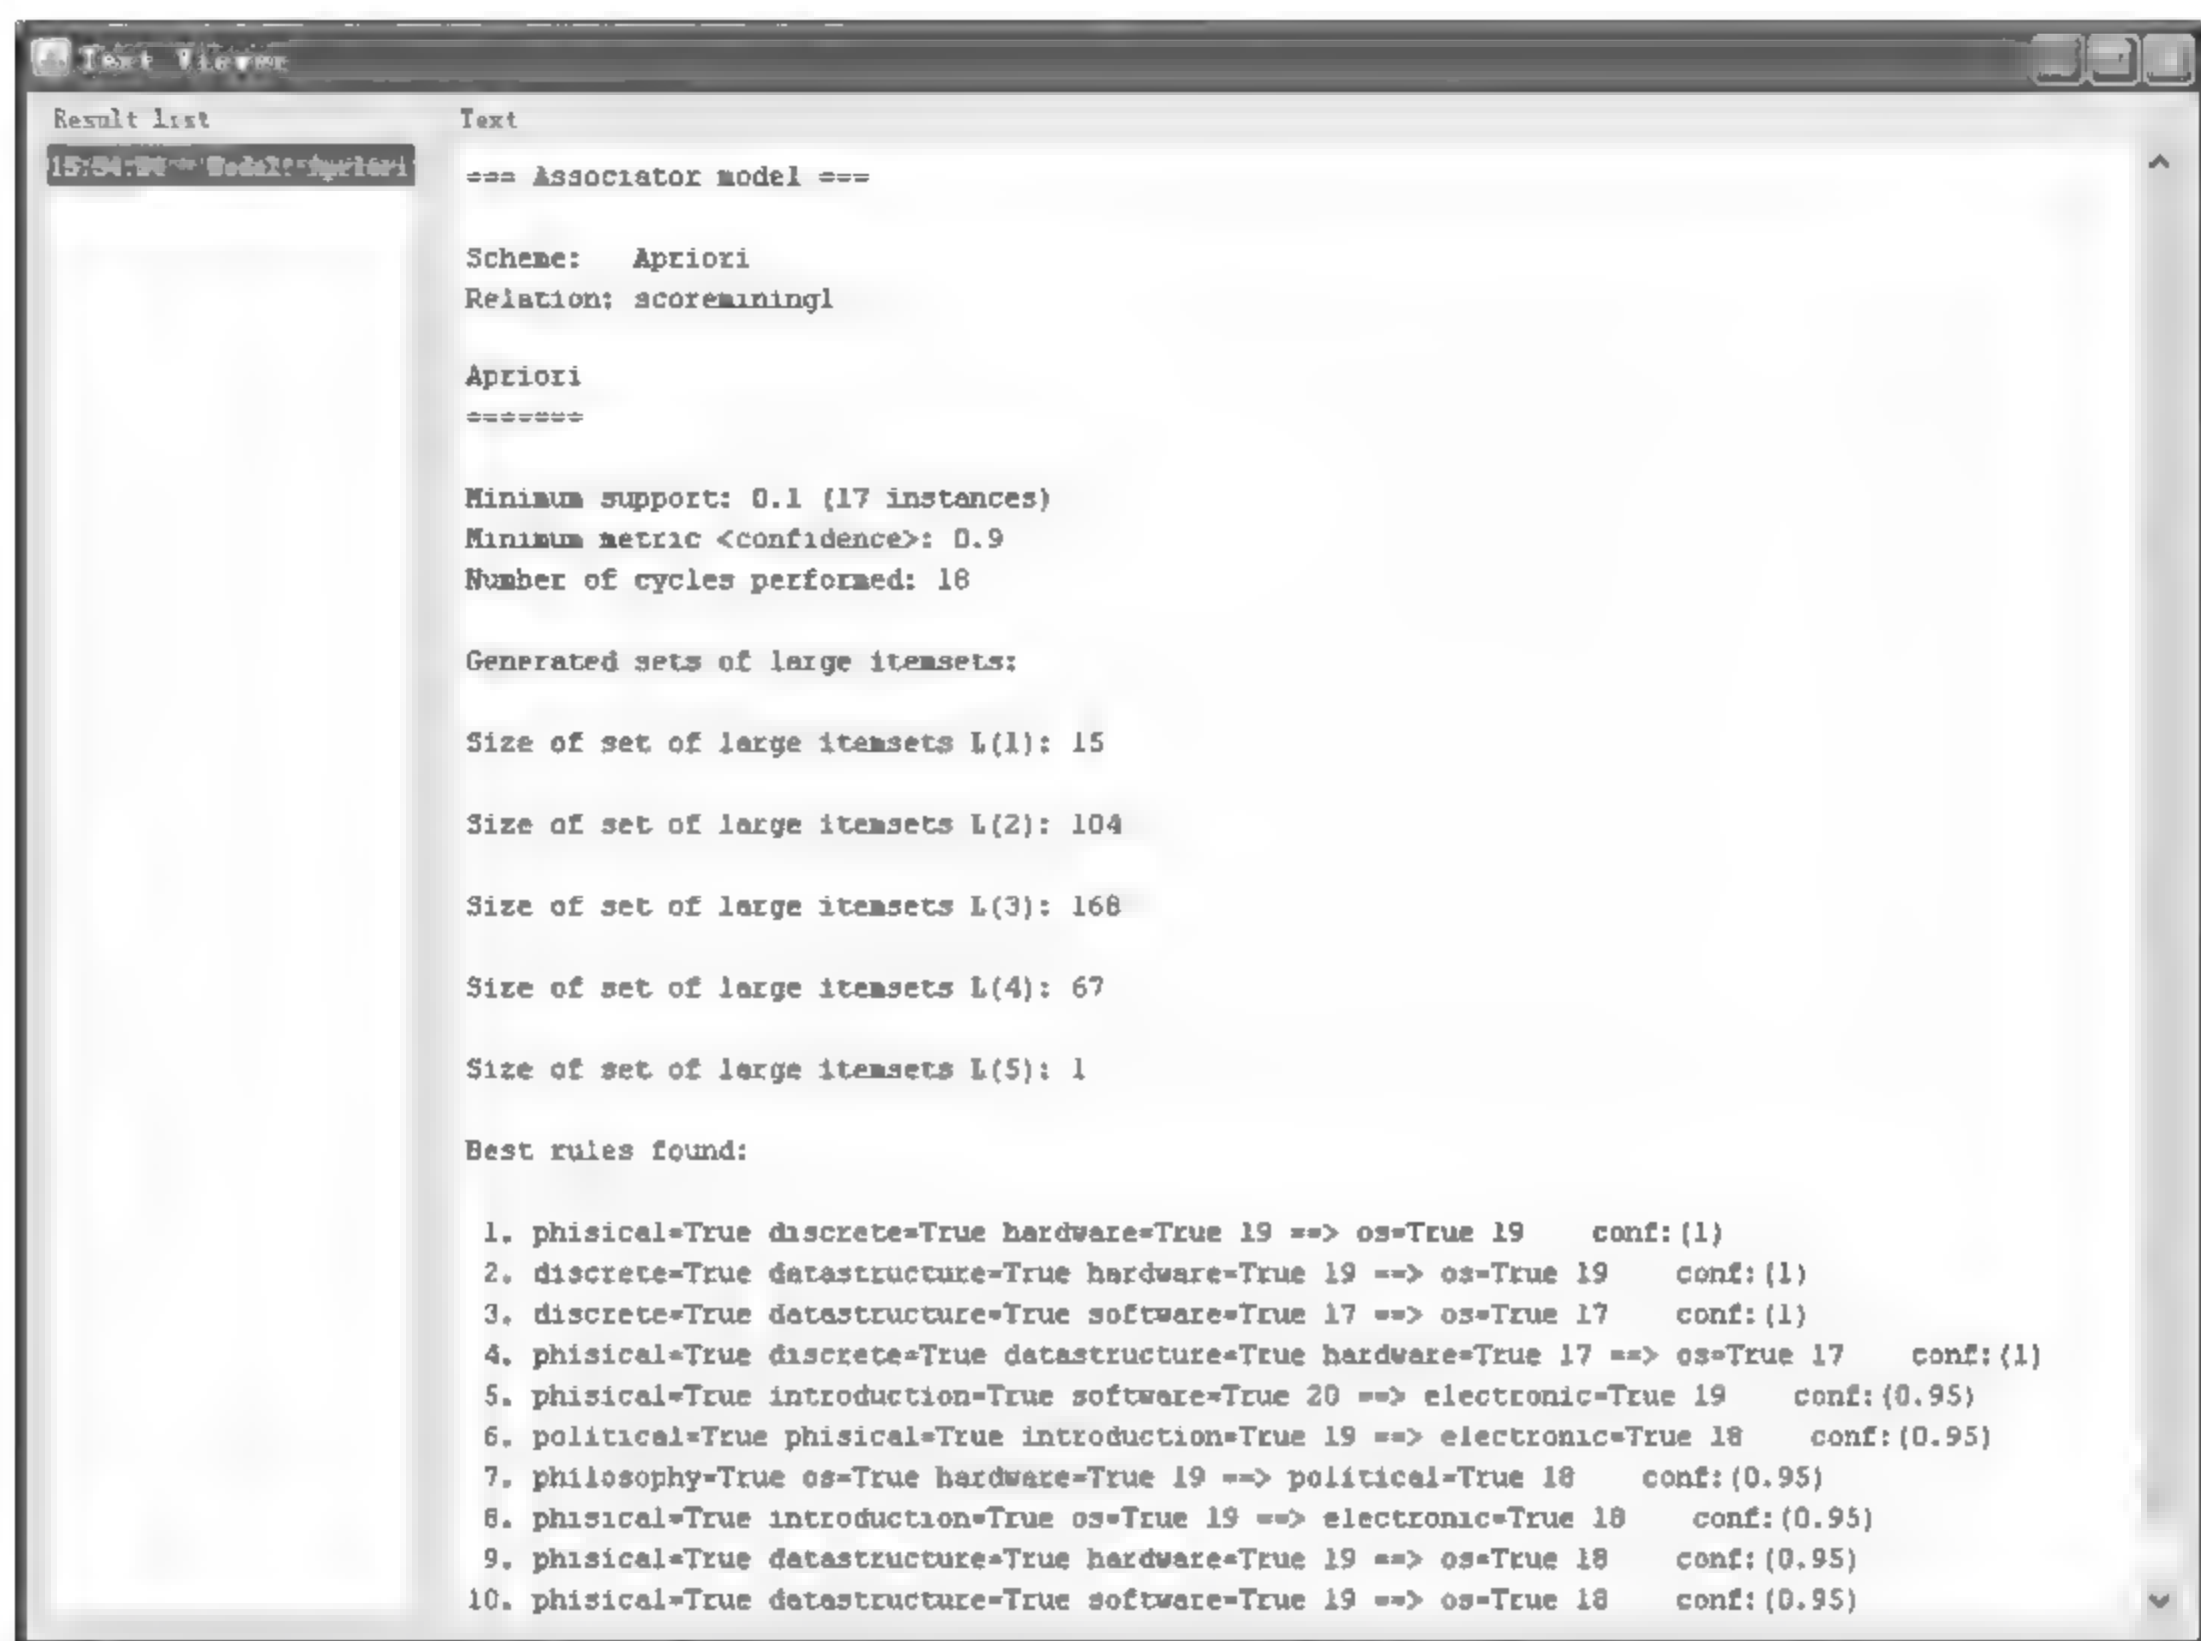 Text Viewer
Result list
Text
Model: Apriori
=== Associator model ===
Scheme: Apriori
Relation: scoremining1
Apriori
=======
Minimum support: 0.1 (17 instances)
Minimum metric <confidence>: 0.9
Number of cycles performed: 18
Generated sets of large itemsets:
Size of set of large itemsets L(1): 15
Size of set of large itemsets L(2): 104
Size of set of large itemsets L(3): 168
Size of set of large itemsets L(4): 67
Size of set of large itemsets L(5): 1
Best rules found:
1. phisical=True discrete=True hardware=True 19 ==> os=True 19 conf:(1)
2. discrete=True datastructure=True hardware=True 19 ==> os=True 19 conf:(1)
3. discrete=True datastructure=True software=True 17 ==> os=True 17 conf:(1)
4. phisical=True discrete=True datastructure=True hardware=True 17 ==> os=True 17 conf:(1)
5. phisical=True introduction=True software=True 20 ==> electronic=True 19 conf:(0.95)
6. political=True phisical=True introduction=True 19 ==> electronic=True 18 conf:(0.95)
7. philosophy=True os=True hardware=True 19 ==> political=True 18 conf:(0.95)
8. phisical=True introduction=True os=True 19 ==> electronic=True 18 conf:(0.95)
9. phisical=True datastructure=True hardware=True 19 ==> os=True 18 conf:(0.95)
10. phisical=True datastructure=True software=True 19 ==> os=True 18 conf:(0.95)